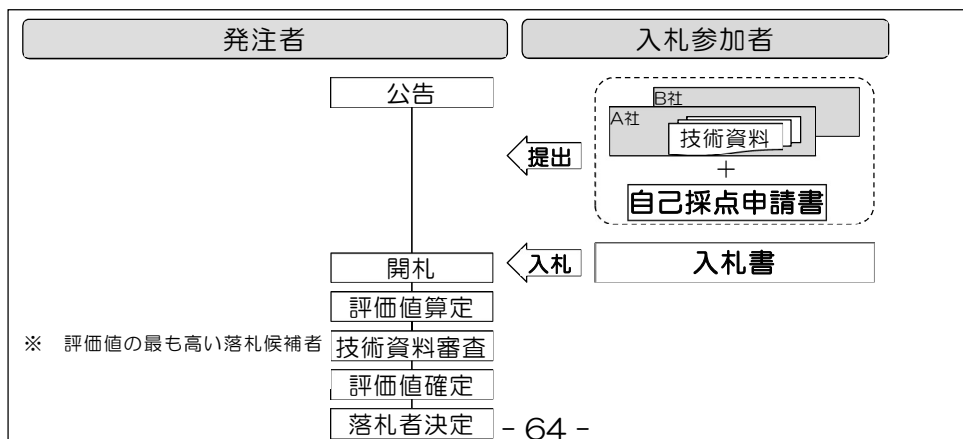 発注者
入札参加者
公告
B社
A社
技術資料
提出
+
自己採点申請書
開札
入札
入札書
評価値算定
※ 評価値の最も高い落札候補者
技術資料審査
評価値確定
落札者決定
- 64 -